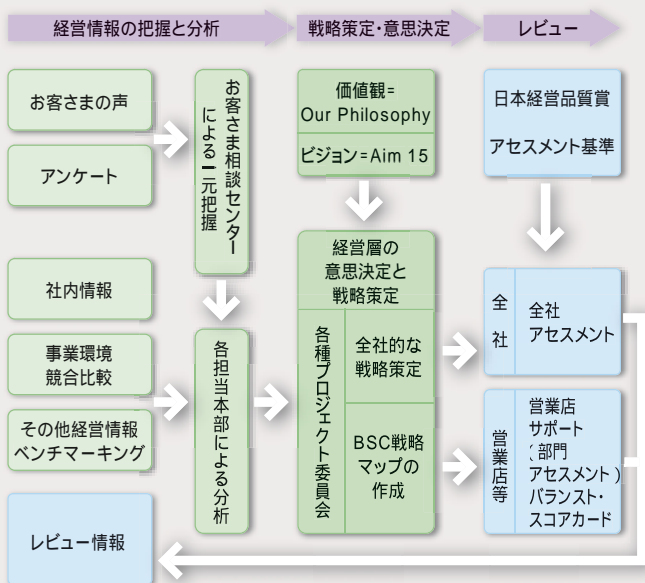 経営情報の把握と分析
戦略策定･意思決定
レビュー
お客さまの声
アンケート
お客さま相談センター
による一元把握
社内情報
事業環境
競合比較
その他経営情報
ベンチマーキング
レビュー情報
各担当本部による分析
価値観=
Our Philosophy
ビジョン=Aim 15
経営層の
意思決定と
戦略策定
各種プロジェクト委員会
全社的な
戦略策定
BSC戦略
マップの
作成
日本経営品質賞
アセスメント基準
全社
全社
アセスメント
営業店等
営業店
サポート
(部門
アセスメント)
バランスト･
スコアカード